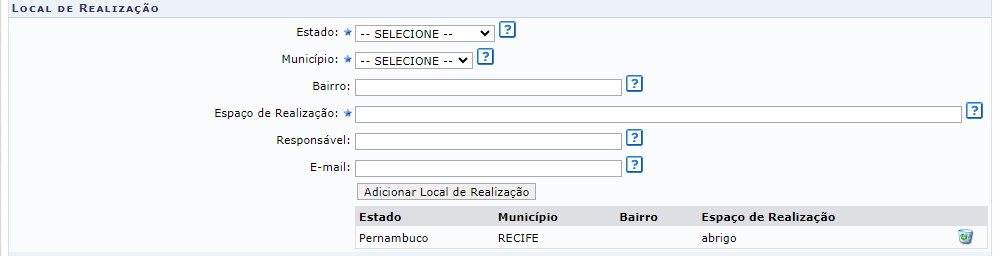 Local de Realização
Estado: -- SELECIONE -- ?
Município: -- SELECIONE -- ?
Bairro: ?
Espaço de Realização: ?
Responsável: ?
E-mail: ?
Adicionar Local de Realização
Estado Município Bairro Espaço de Realização
Pernambuco RECIFE abrigo